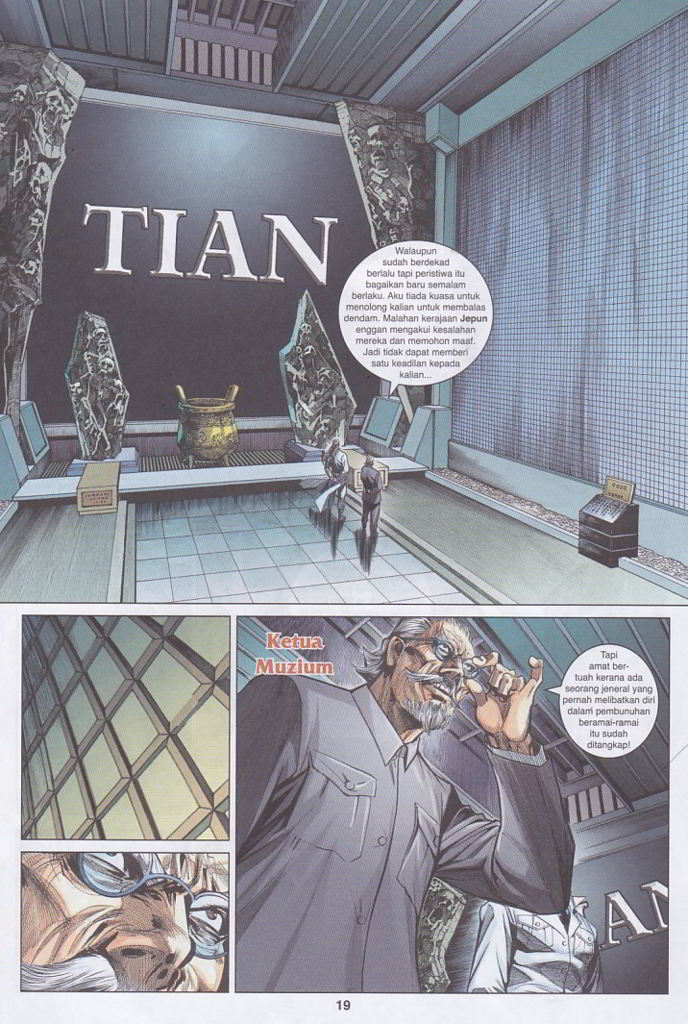 TIAN
Walaupun
sudah berdekad
berlalu tapi peristiwa itu
bagaikan baru semalam
berlaku. Aku tiada kuasa untuk
menolong kalian untuk membalas
dendam. Malahan kerajaan Jepun
enggan mengakui kesalahan
mereka dan memohon maaf.
Jadi tidak dapat memberi
satu keadilan kepada
kalian...
Ketua
Muzium
Tapi
amat ber-
tuah kerana ada
seorang jeneral yang
pernah melibatkan diri
dalam pembunuhan
beramai-ramai
itu sudah
ditangkap!
AN
19